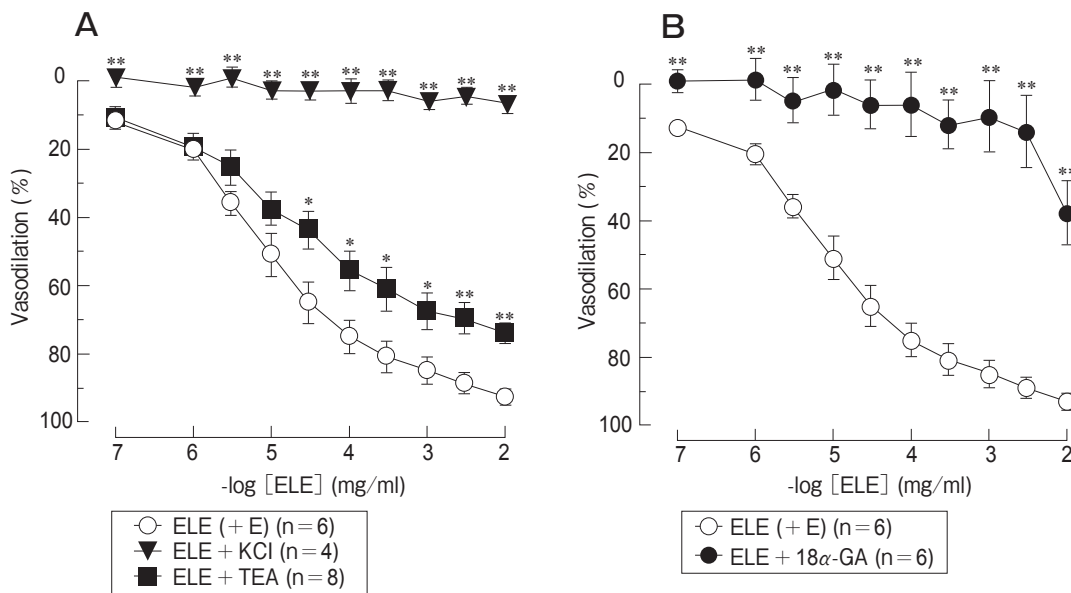 A
** ** ** ** ** ** ** ** ** **
* * * * ** **
0
20
40
60
80
100
Vasodilation (%)
7 6 5 4 3 2
-log [ELE] (mg/ml)
ELE (+E) (n=6)
ELE + KCl (n=4)
ELE + TEA (n=8)
B
** ** ** ** ** ** ** ** ** **
0
20
40
60
80
100
Vasodilation (%)
7 6 5 4 3 2
-log [ELE] (mg/ml)
ELE (+E) (n=6)
ELE + 18α-GA (n=6)